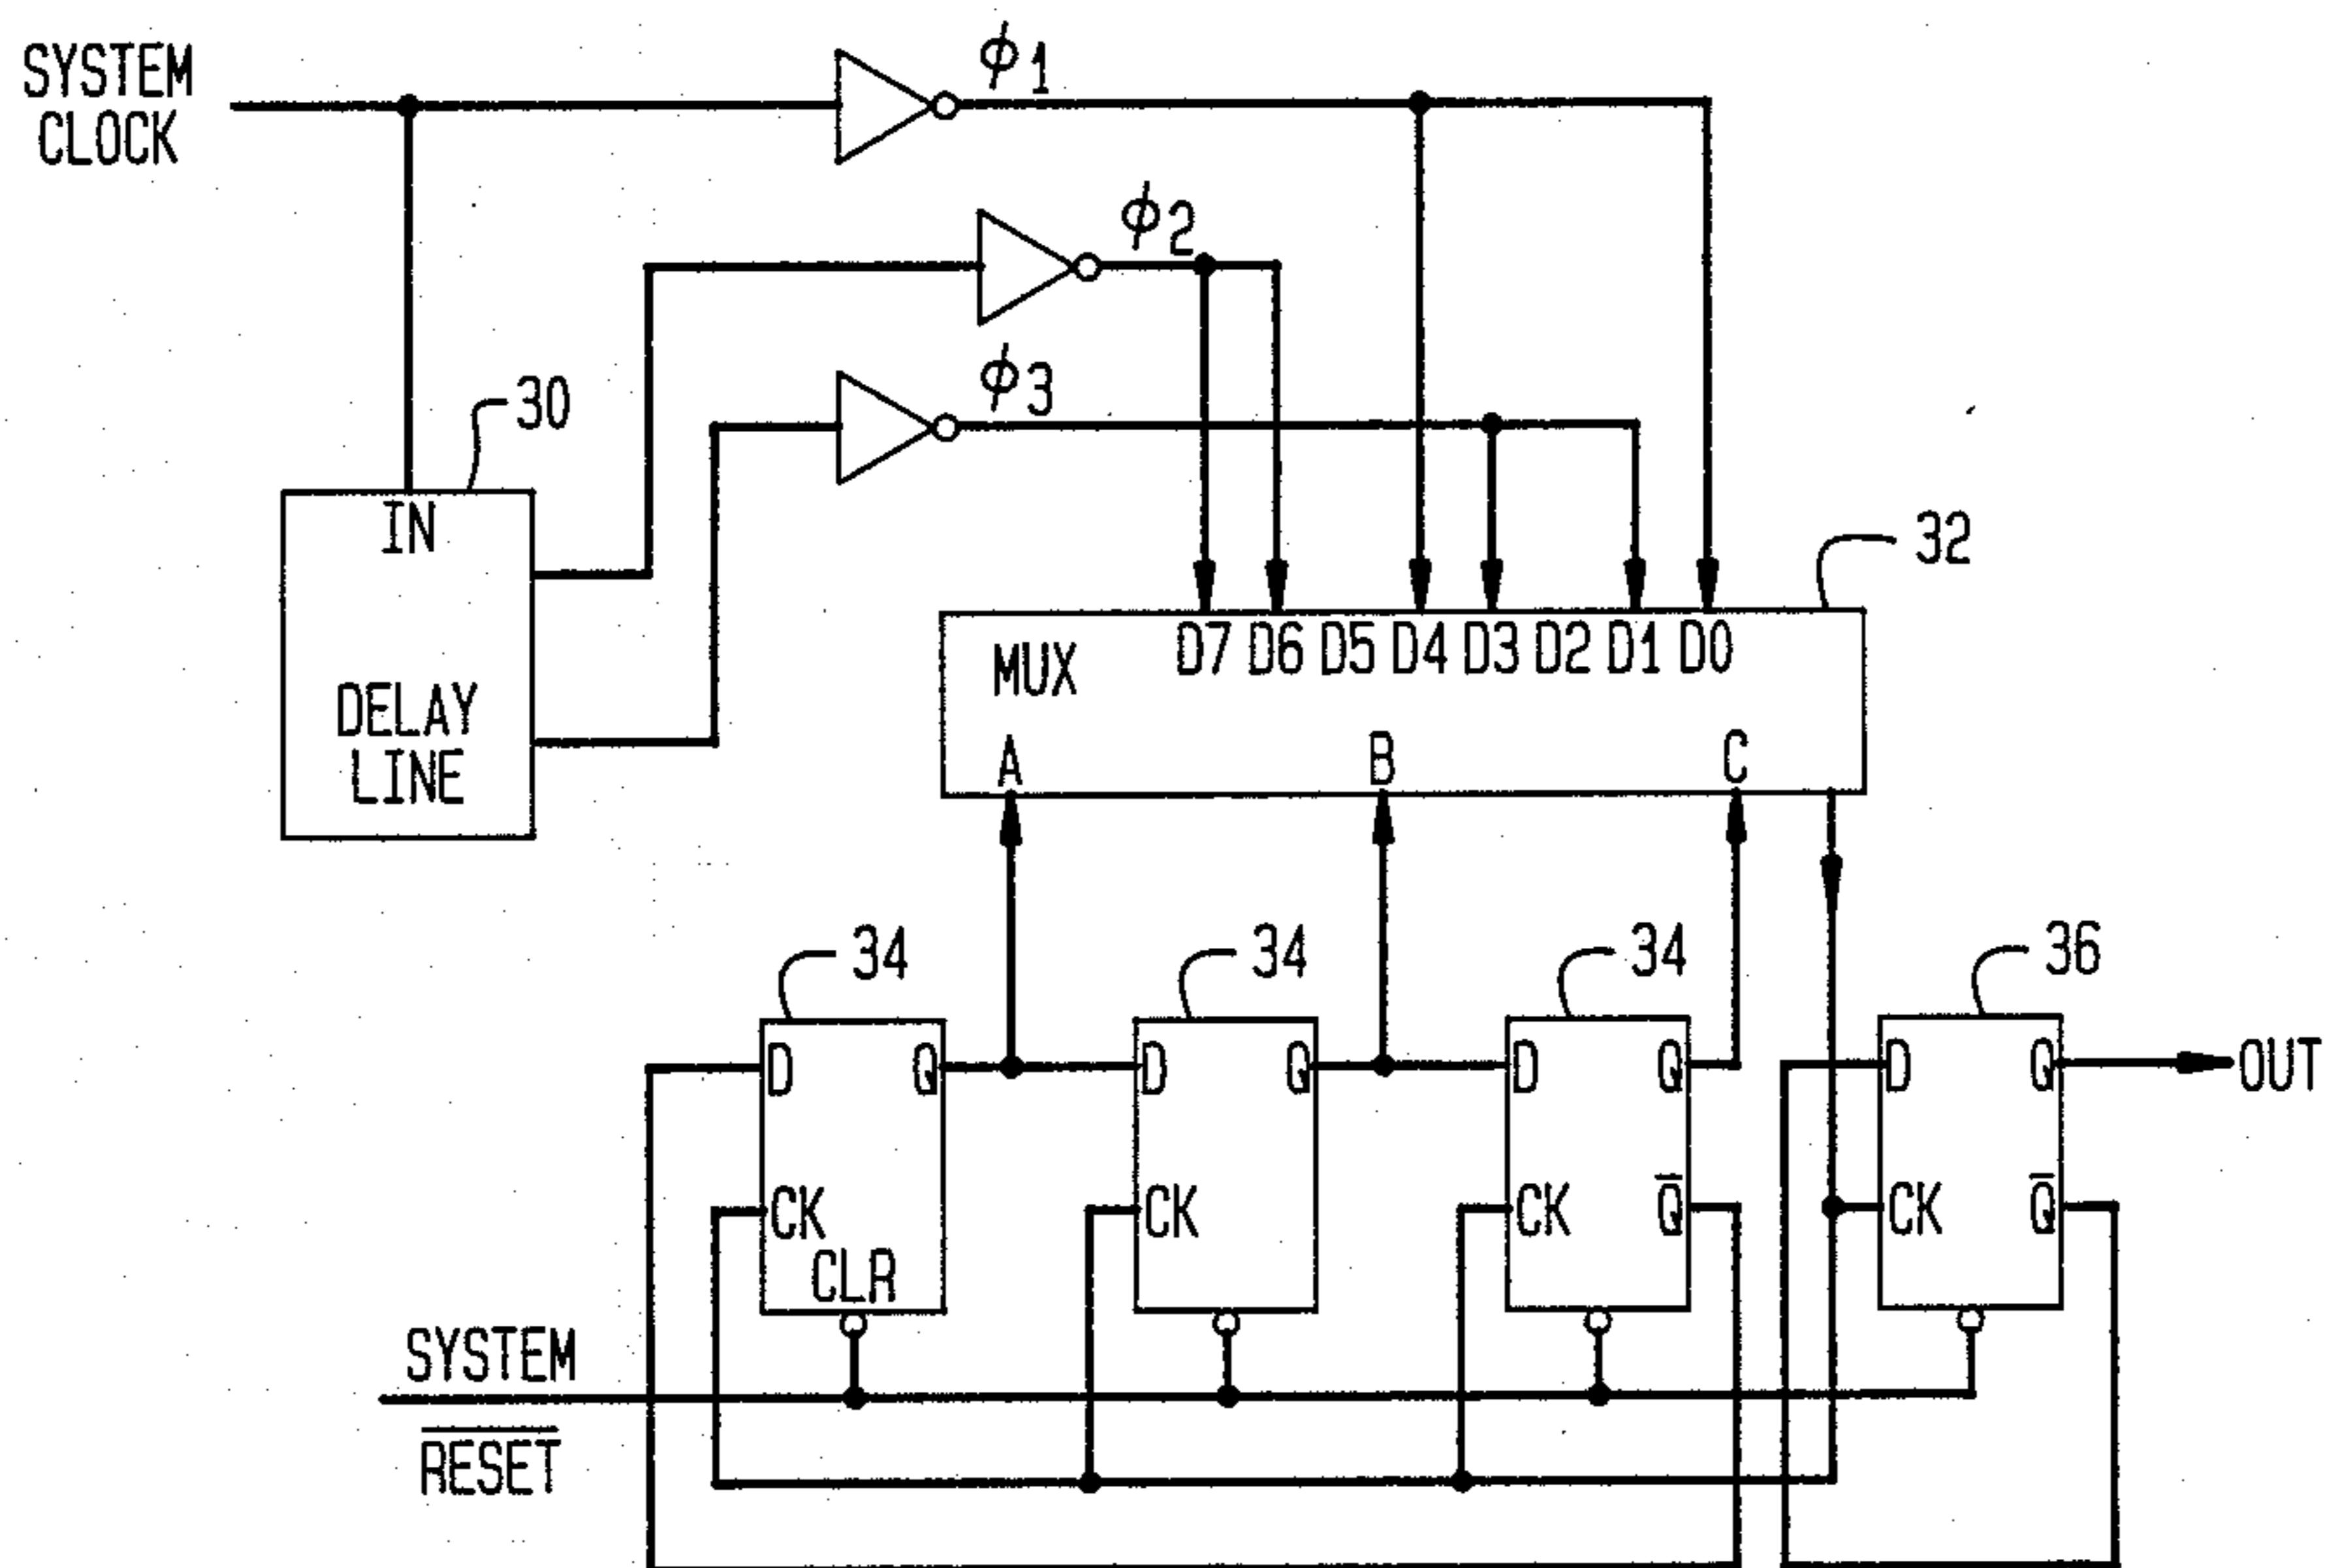 SYSTEM
CLOCK
ϕ1
ϕ2
ϕ3
30
IN
DELAY
LINE
32
MUX
D7 D6 D5 D4 D3 D2 D1 D0
A B C
34
34
34
36
D Q
D Q
D Q
D Q
OUT
CK
CK
CK Q̅
CK Q̅
CLR
SYSTEM
R̅E̅S̅E̅T̅